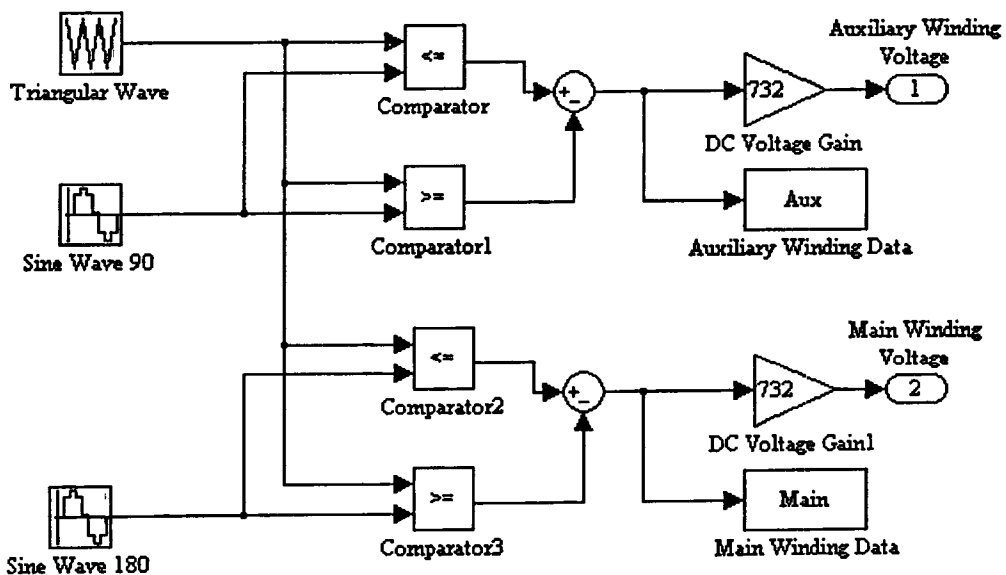 Triangular Wave
<=
Comparator
+
-
732
DC Voltage Gain
Auxiliary Winding
Voltage
1
Sine Wave 90
>=
Comparator1
Aux
Auxiliary Winding Data
<=
Comparator2
+
-
732
DC Voltage Gain1
Main Winding
Voltage
2
Sine Wave 180
>=
Comparator3
Main
Main Winding Data